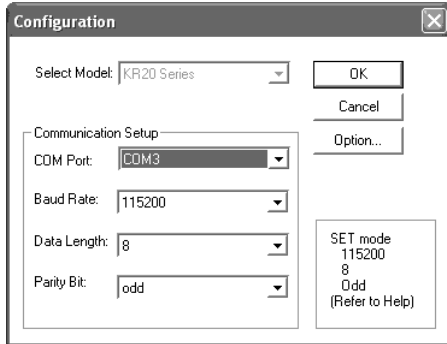 Configuration
Select Model: KR20 Series
OK
Cancel
Option...
Communication Setup
COM Port: COM3
Baud Rate: 115200
Data Length: 8
Parity Bit: odd
SET mode
115200
8
Odd
(Refer to Help)